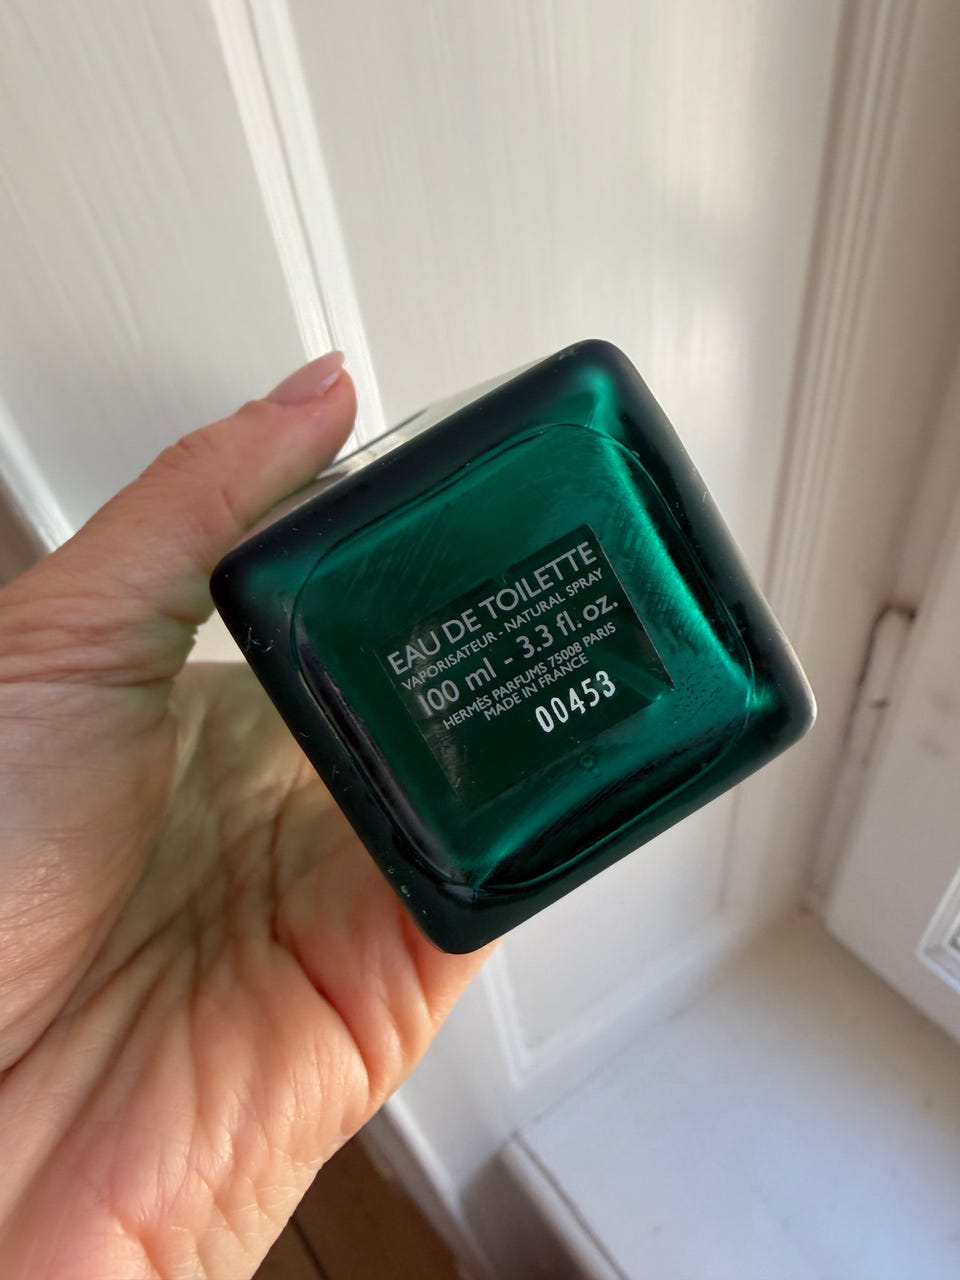 EAU DE TOILETTE
VAPORISATEUR - NATURAL SPRAY
100 ml - 3.3 fl. oz.
HERMÈS PARFUMS 75008 PARIS
MADE IN FRANCE
00453